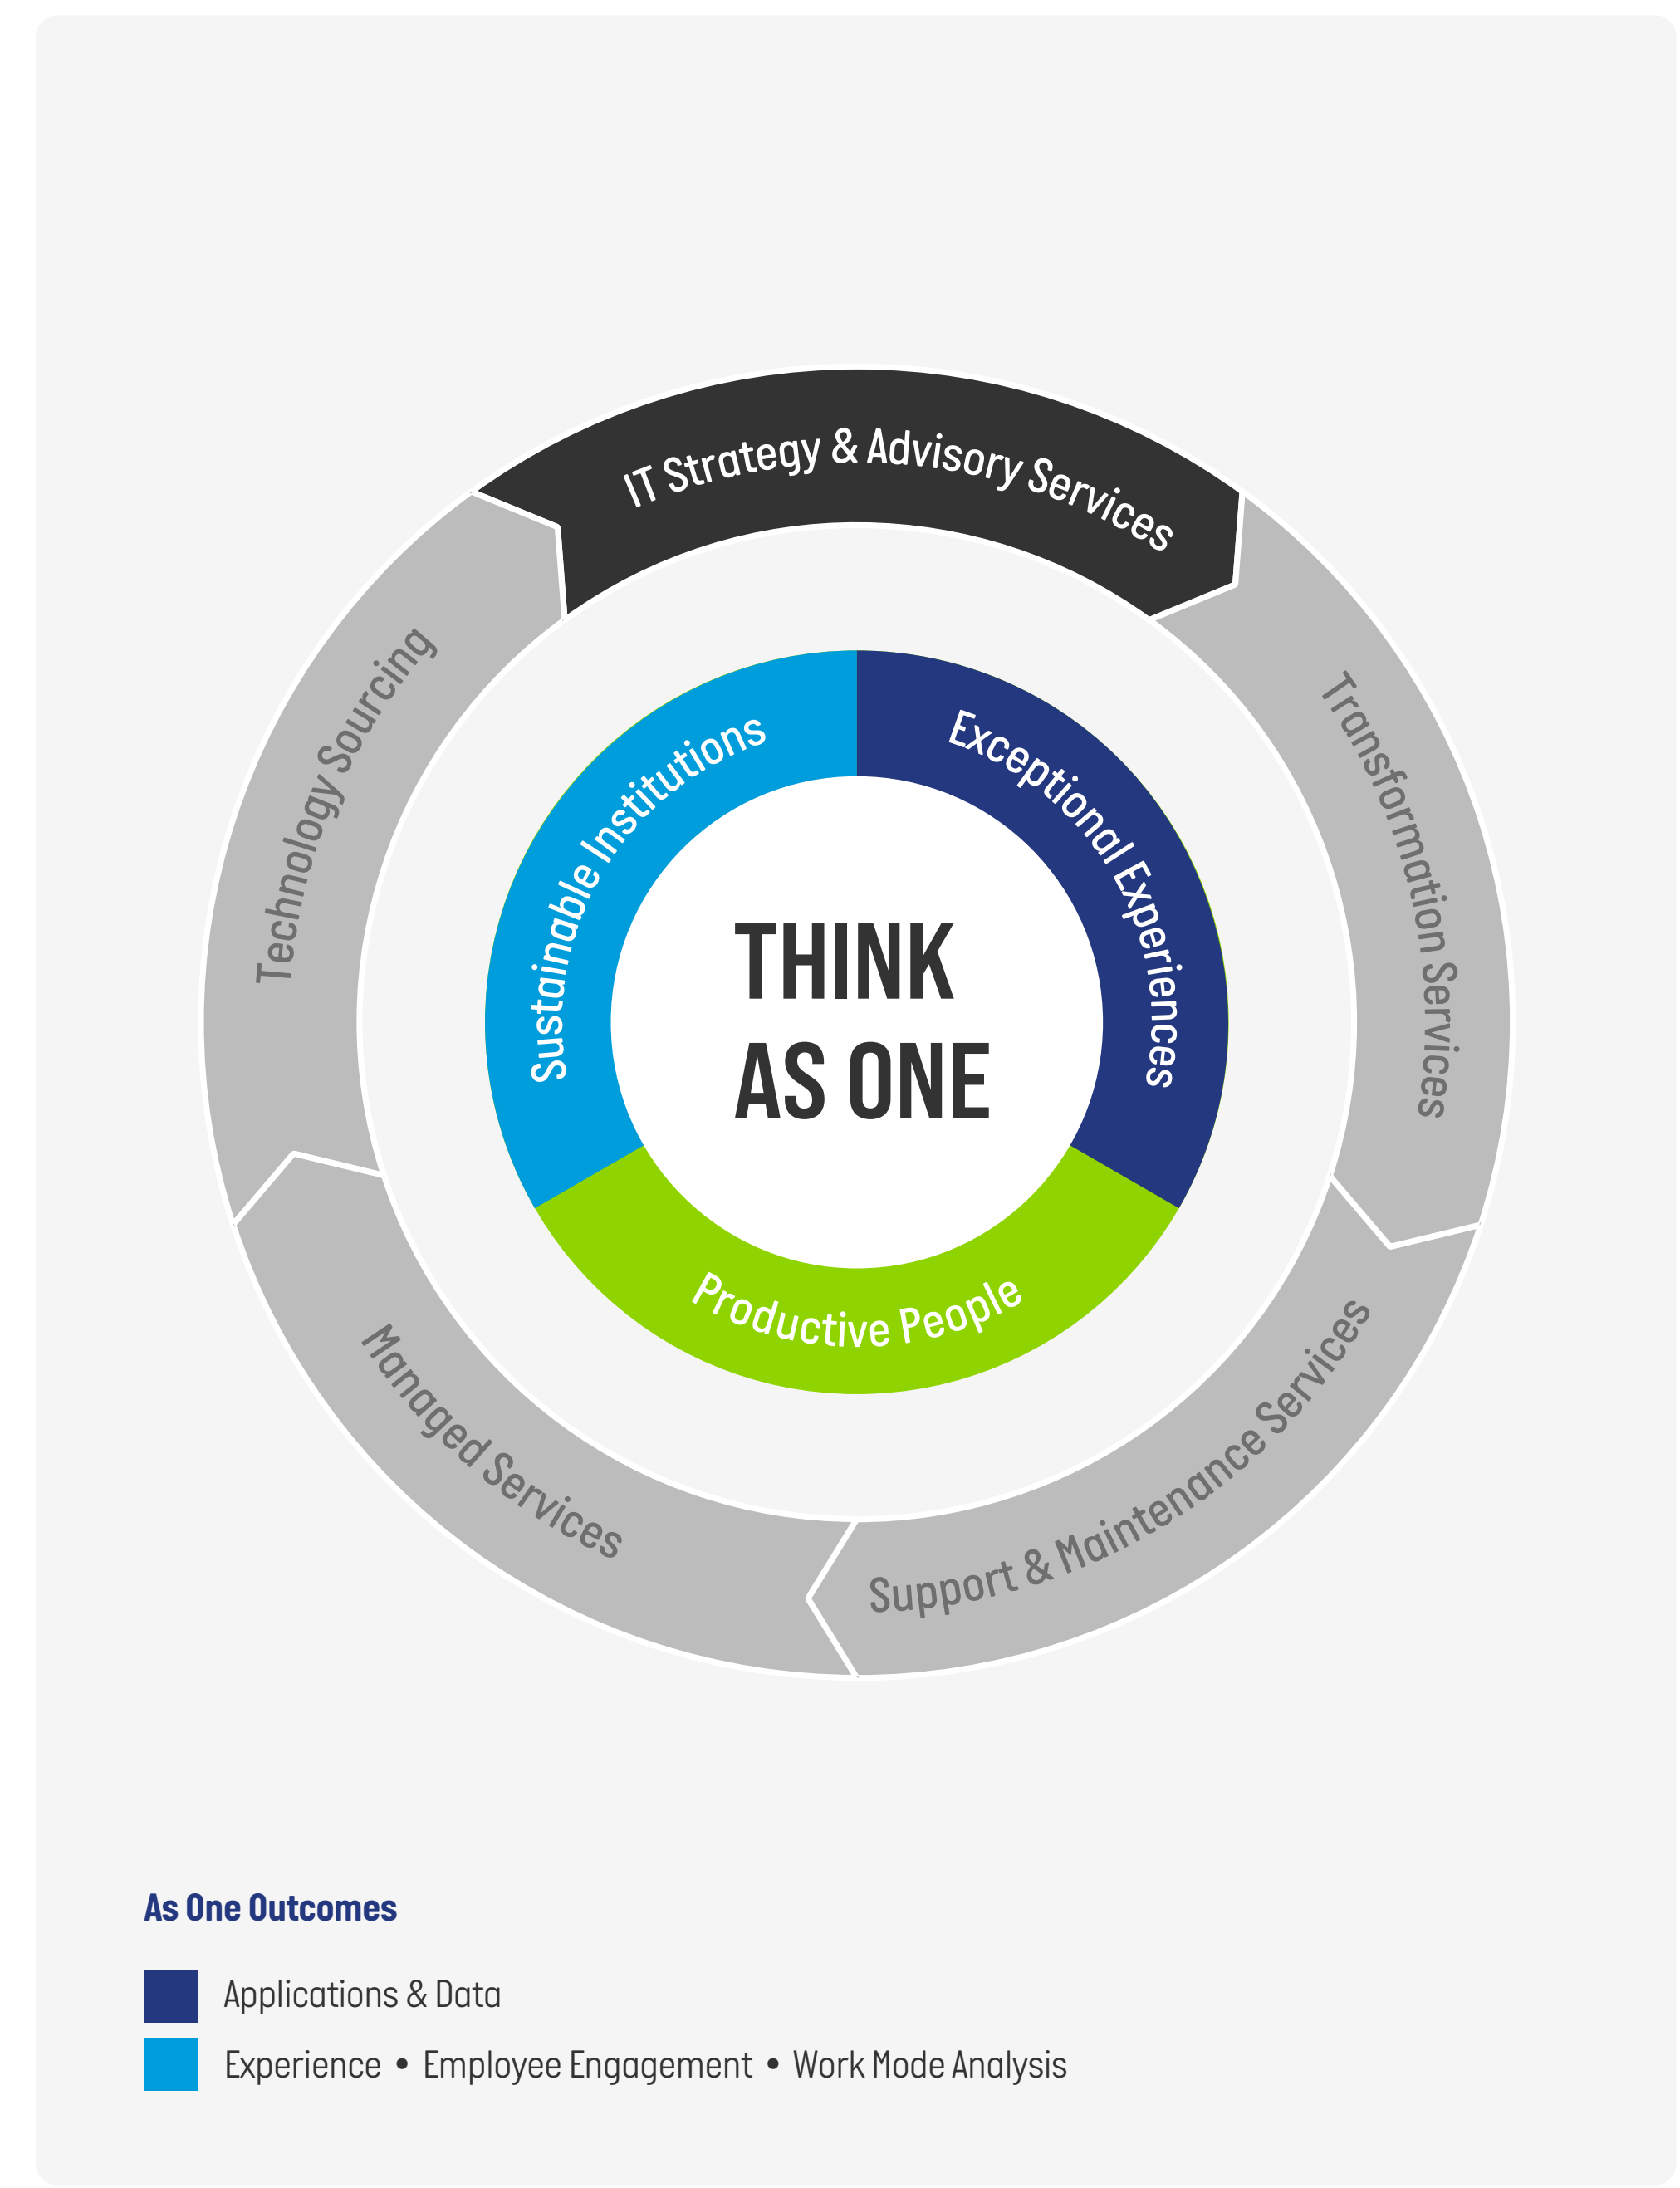 IT Strategy & Advisory Services
Transformation Services
Support & Maintenance Services
Managed Services
Technology Sourcing
Exceptional Experiences
Productive People
Sustainable Institutions
THINK
AS ONE
As One Outcomes
Applications & Data
Experience • Employee Engagement • Work Mode Analysis